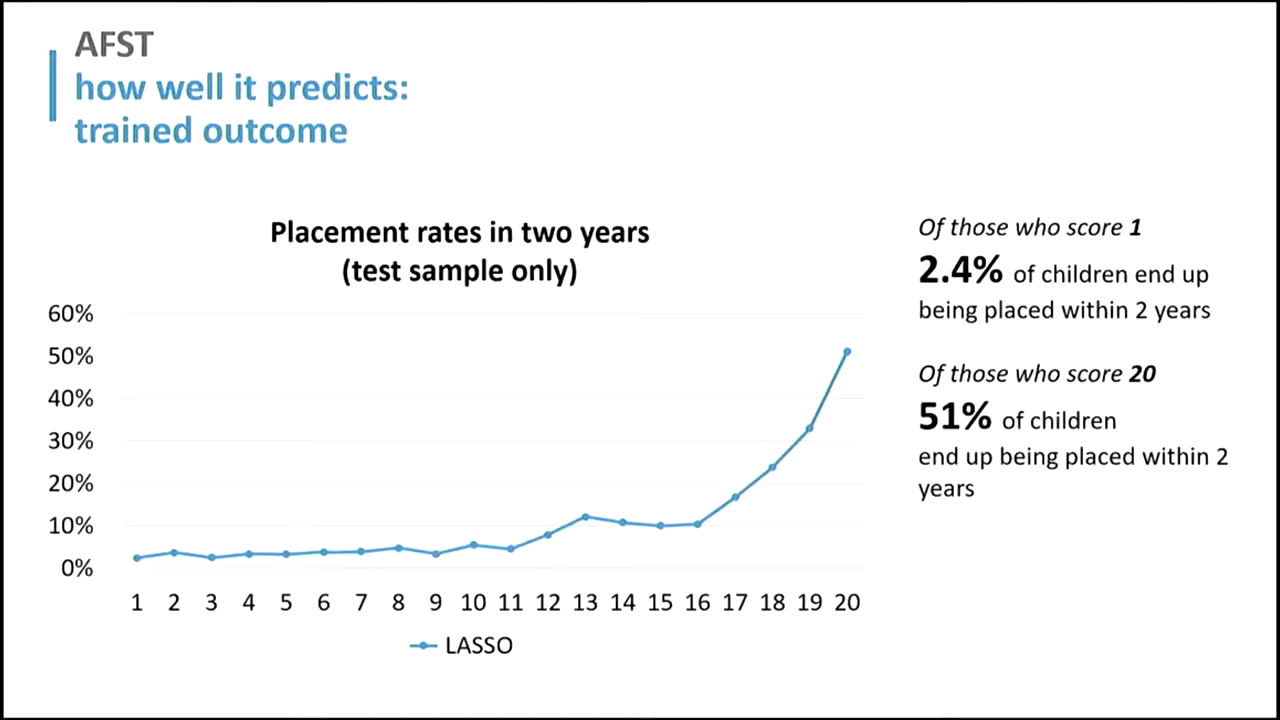 AFST
how well it predicts:
trained outcome
Placement rates in two years
(test sample only)
60%
50%
40%
30%
20%
10%
0%
1 2 3 4 5 6 7 8 9 10 11 12 13 14 15 16 17 18 19 20
LASSO
Of those who score 1
2.4% of children end up
being placed within 2 years
Of those who score 20
51% of children
end up being placed within 2
years